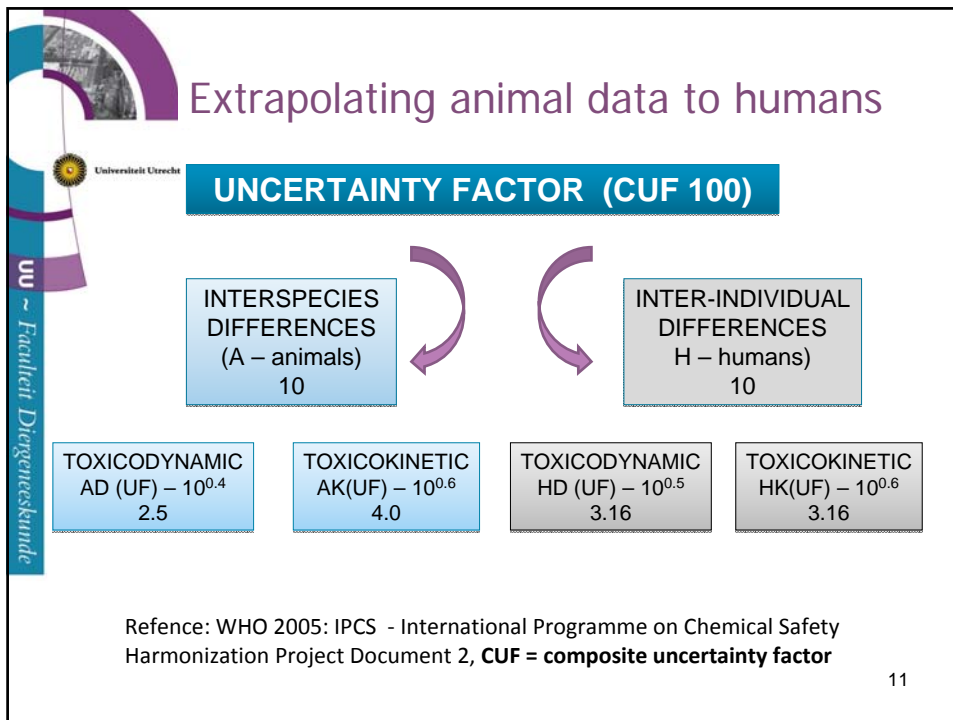 Extrapolating animal data to humans
Universiteit Utrecht
UNCERTAINTY FACTOR (CUF 100)
INTERSPECIES
DIFFERENCES
(A – animals)
10
INTER-INDIVIDUAL
DIFFERENCES
H – humans)
10
TOXICODYNAMIC
AD (UF) – 10^0.4
2.5
TOXICOKINETIC
AK(UF) – 10^0.6
4.0
TOXICODYNAMIC
HD (UF) – 10^0.5
3.16
TOXICOKINETIC
HK(UF) – 10^0.6
3.16
UU ~ Faculteit Diergeneeskunde
Refence: WHO 2005: IPCS - International Programme on Chemical Safety
Harmonization Project Document 2, CUF = composite uncertainty factor
11